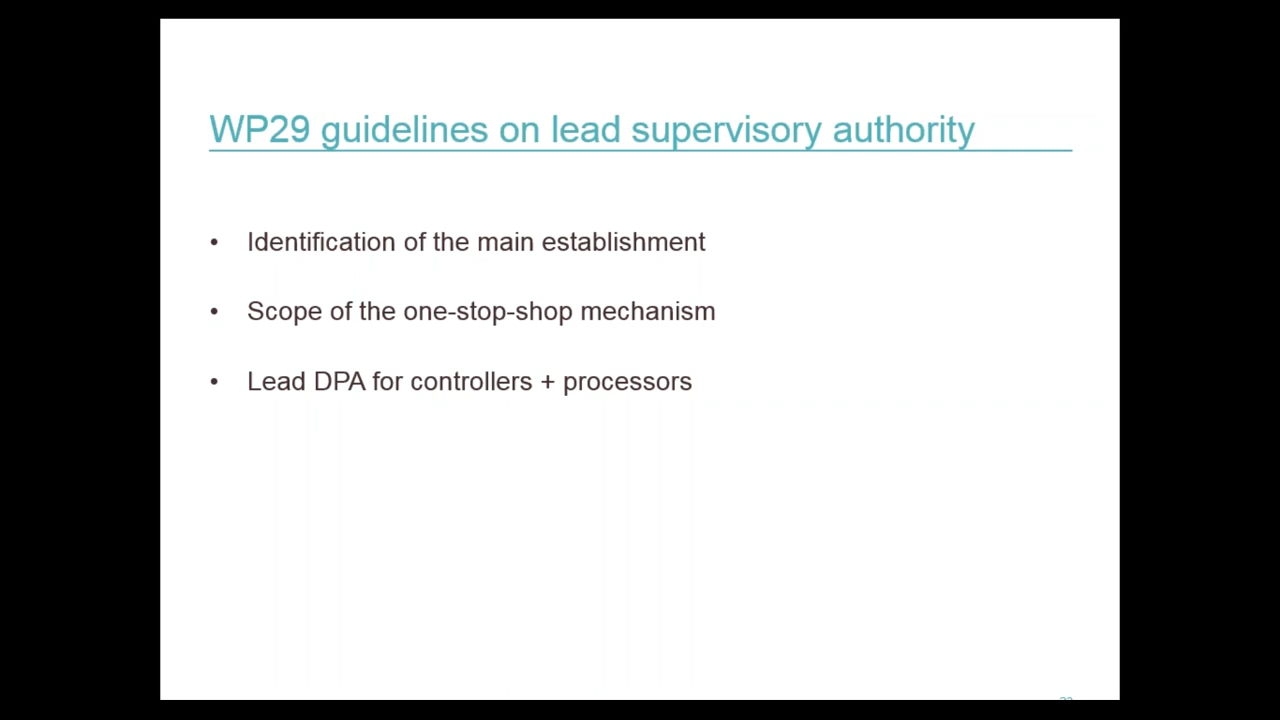 WP29 guidelines on lead supervisory authority
• Identification of the main establishment
• Scope of the one-stop-shop mechanism
• Lead DPA for controllers + processors